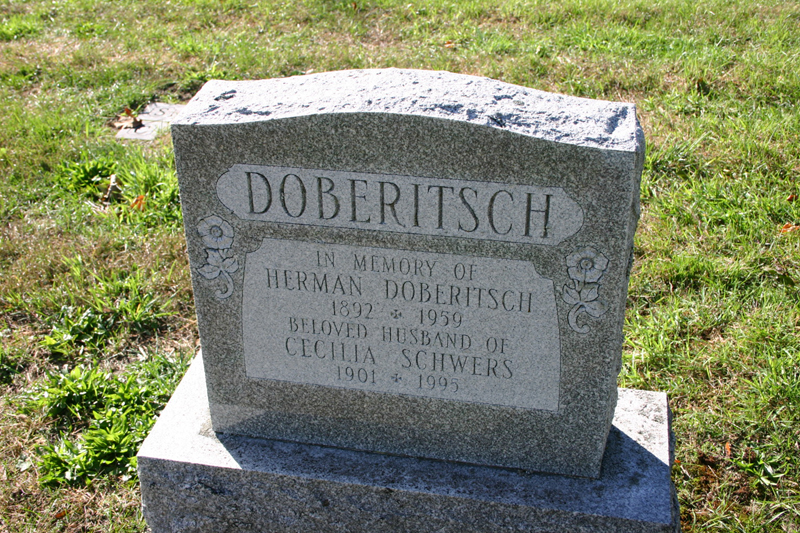 DOBERITSCH
IN MEMORY OF
HERMAN DOBERITSCH
1892 ✠ 1959
BELOVED HUSBAND OF
CECILIA SCHWERS
1901 ✠ 1995